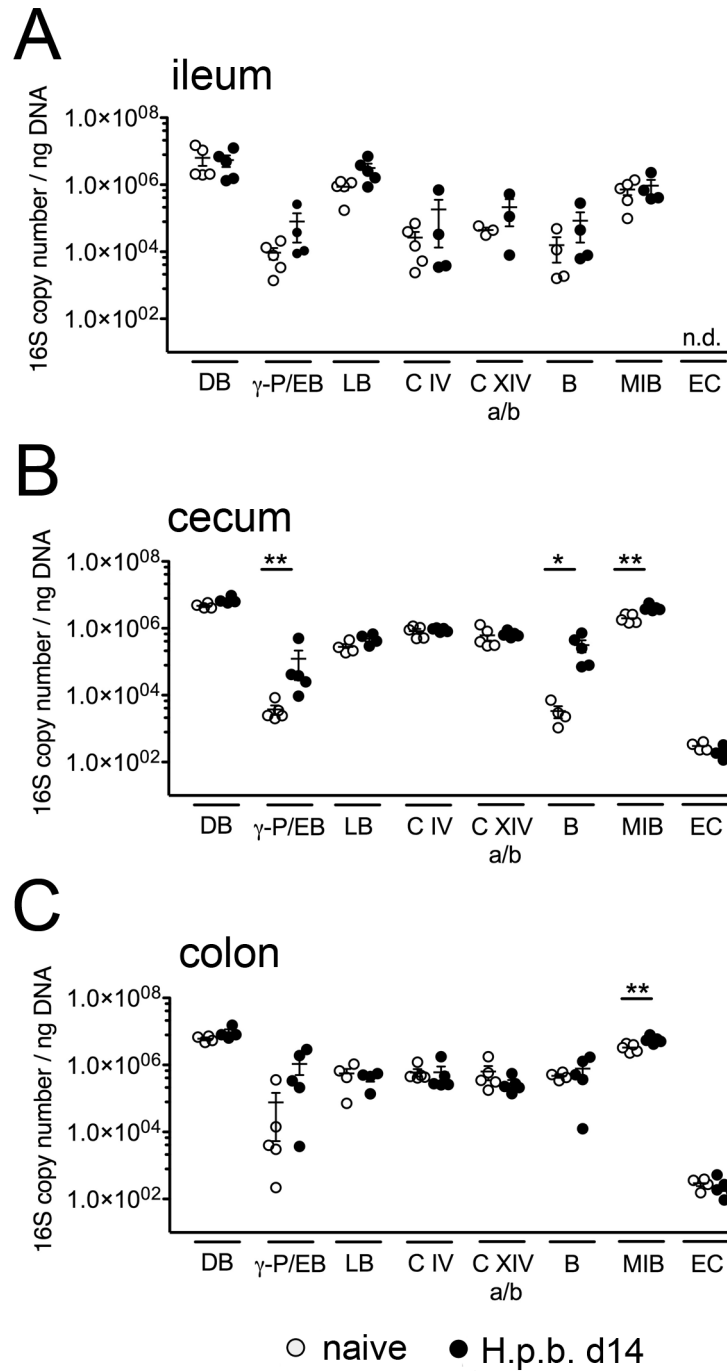 A
ileum
16S copy number / ng DNA
1.0×10⁰⁸
1.0×10⁰⁶
1.0×10⁰⁴
1.0×10⁰²
n.d.
DB γ-P/EB LB C IV C XIV B MIB EC
a/b
B
cecum
16S copy number / ng DNA
1.0×10⁰⁸
1.0×10⁰⁶
1.0×10⁰⁴
1.0×10⁰²
** * **
DB γ-P/EB LB C IV C XIV B MIB EC
a/b
C
colon
16S copy number / ng DNA
1.0×10⁰⁸
1.0×10⁰⁶
1.0×10⁰⁴
1.0×10⁰²
**
DB γ-P/EB LB C IV C XIV B MIB EC
a/b
naive H.p.b. d14